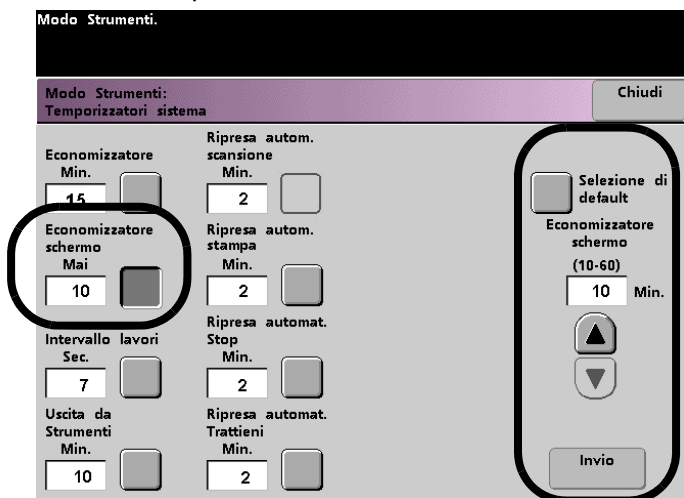 Modo Strumenti.
Modo Strumenti:
Temporizzatori sistema
Chiudi
Economizzatore
Min.
15
Economizzatore
schermo
Mai
10
Intervallo lavori
Sec.
7
Uscita da
Strumenti
Min.
10
Ripresa autom.
scansione
Min.
2
Ripresa autom.
stampa
Min.
2
Ripresa automat.
Stop
Min.
2
Ripresa automat.
Trattieni
Min.
2
Selezione di
default
Economizzatore
schermo
(10-60)
10 Min.
Invio